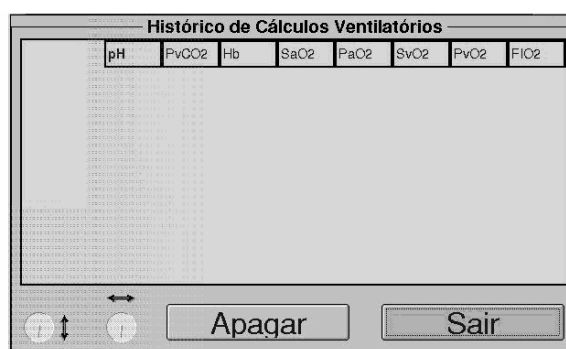 Histórico de Cálculos Ventilatórios
pH PvCO2 Hb SaO2 PaO2 SvO2 PvO2 FIO2
Apagar Sair